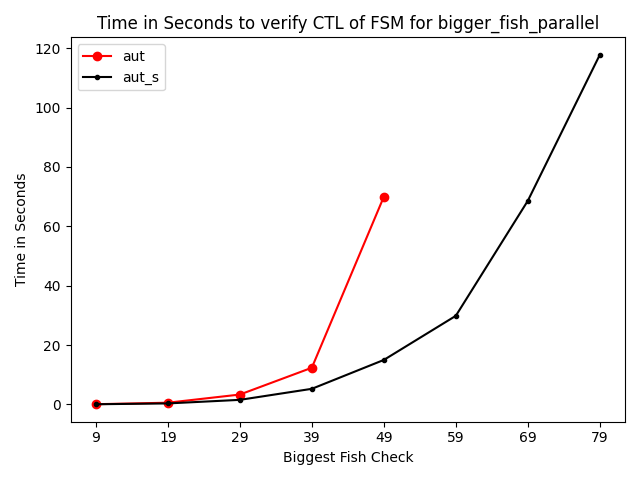 Time in Seconds to verify CTL of FSM for bigger_fish_parallel
aut
aut_s
120
100
80
60
40
20
0
Time in Seconds
9 19 29 39 49 59 69 79
Biggest Fish Check